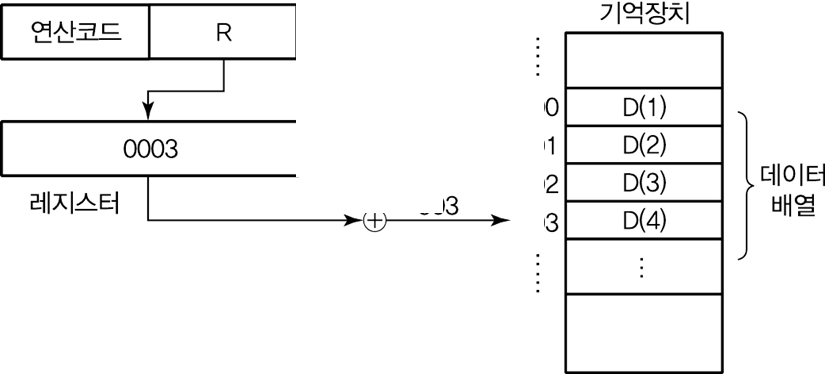 연산코드
R
0003
레지스터
기억장치
D(1)
D(2)
D(3)
D(4)
데이터
배열